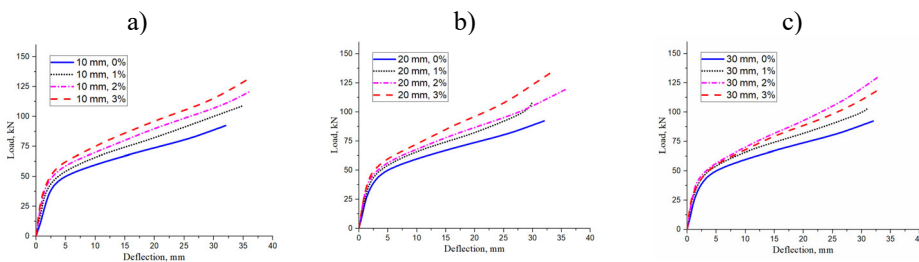 a)
150
125
100
75
50
25
0
Load, kN
10 mm, 0%
10 mm, 1%
10 mm, 2%
10 mm, 3%
0 5 10 15 20 25 30 35 40
Deflection, mm
b)
150
125
100
75
50
25
0
Load, kN
20 mm, 0%
20 mm, 1%
20 mm, 2%
20 mm, 3%
0 5 10 15 20 25 30 35 40
Deflection, mm
c)
150
125
100
75
50
25
0
Load, kN
30 mm, 0%
30 mm, 1%
30 mm, 2%
30 mm, 3%
0 5 10 15 20 25 30 35 40
Deflection, mm